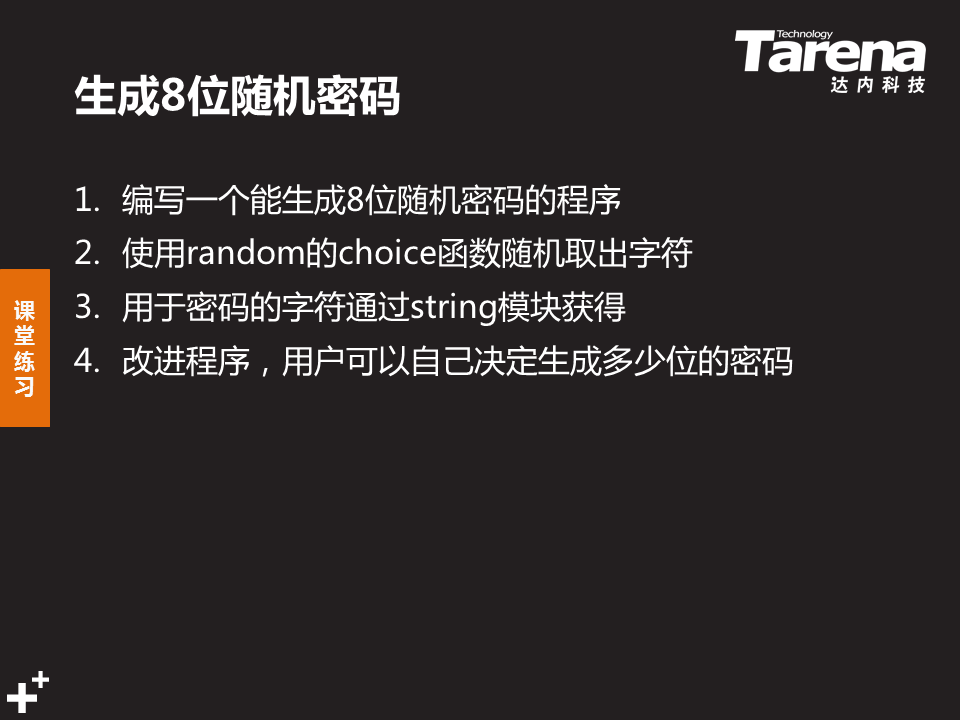 Technology
Tarena
达内科技
生成8位随机密码
1. 编写一个能生成8位随机密码的程序
2. 使用random的choice函数随机取出字符
3. 用于密码的字符通过string模块获得
4. 改进程序，用户可以自己决定生成多少位的密码
课
堂
练
习